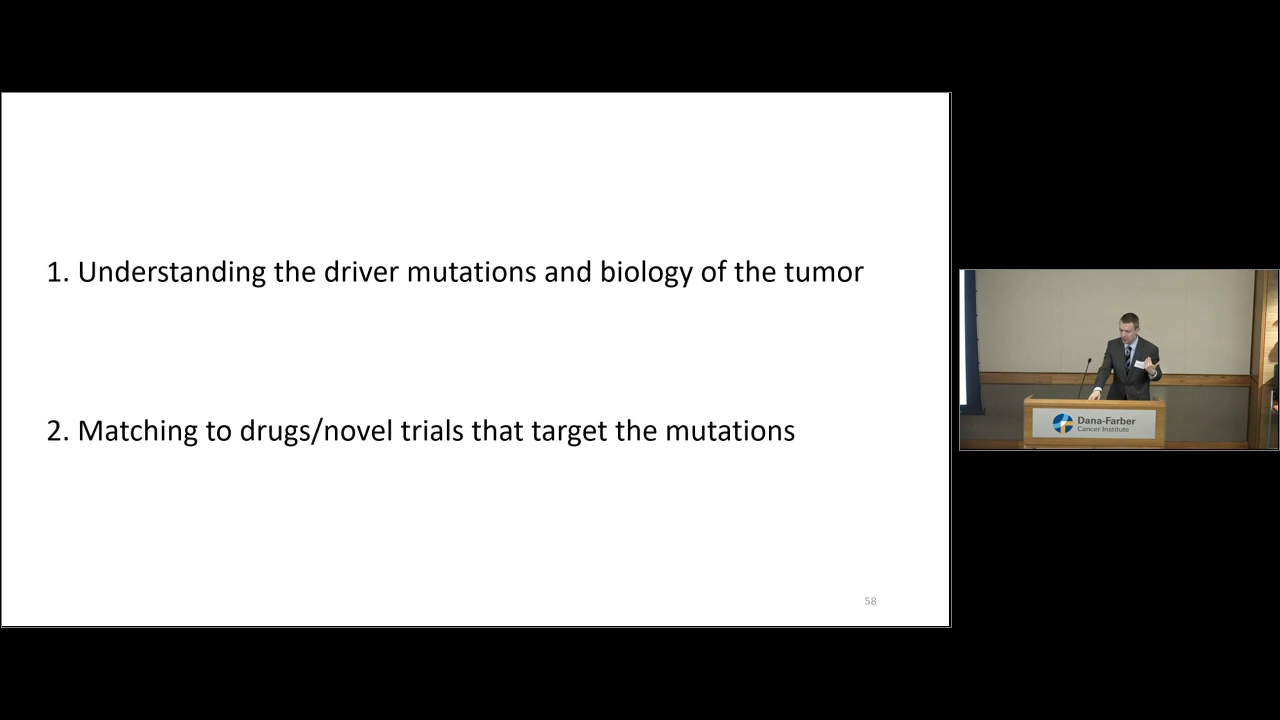 1. Understanding the driver mutations and biology of the tumor
2. Matching to drugs/novel trials that target the mutations
58
Dana-Farber
Cancer Institute